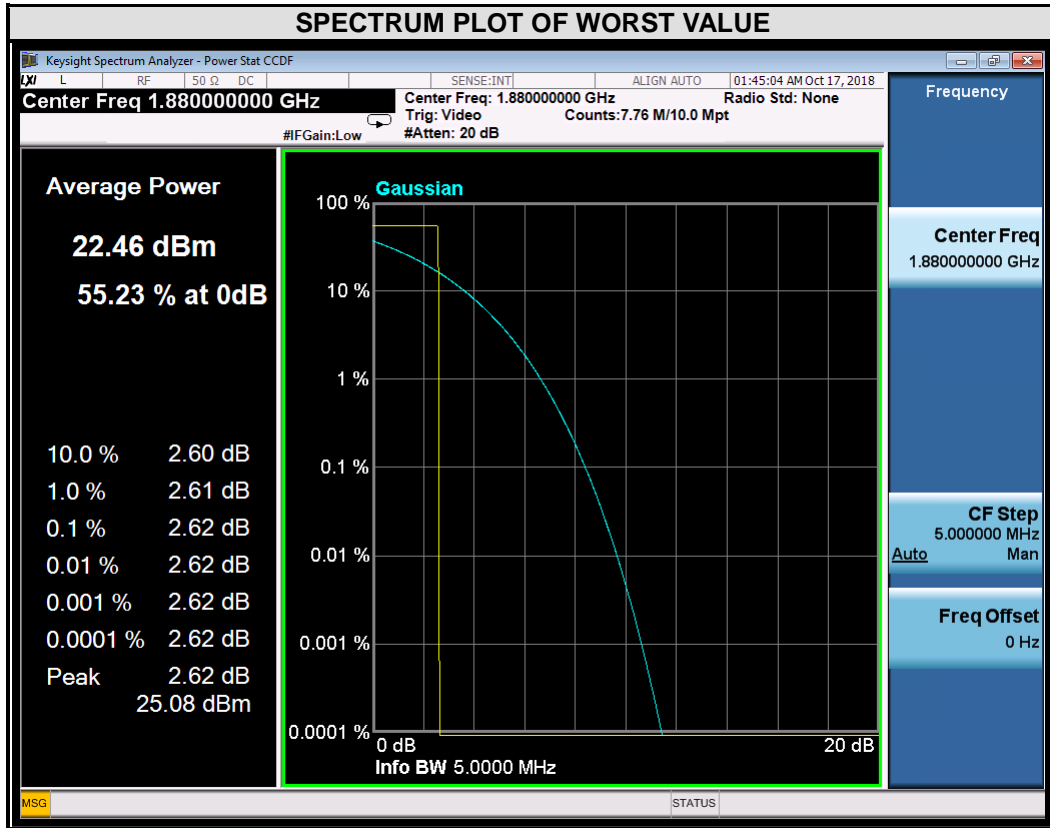 SPECTRUM PLOT OF WORST VALUE
Keysight Spectrum Analyzer - Power Stat CCDF
LXI L RF 50 Ω DC SENSE:INT ALIGN AUTO 01:45:04 AM Oct 17, 2018
Center Freq 1.880000000 GHz
#IFGain:Low
Center Freq: 1.880000000 GHz Radio Std: None
Trig: Video Counts:7.76 M/10.0 Mpt
#Atten: 20 dB
Average Power
22.46 dBm
55.23 % at 0dB
10.0 % 2.60 dB
1.0 % 2.61 dB
0.1 % 2.62 dB
0.01 % 2.62 dB
0.001 % 2.62 dB
0.0001 % 2.62 dB
Peak 2.62 dB
25.08 dBm
Gaussian
100 %
10 %
1 %
0.1 %
0.01 %
0.001 %
0.0001 %
0 dB 20 dB
Info BW 5.0000 MHz
Frequency
Center Freq
1.880000000 GHz
CF Step
5.000000 MHz
Auto Man
Freq Offset
0 Hz
MSG STATUS